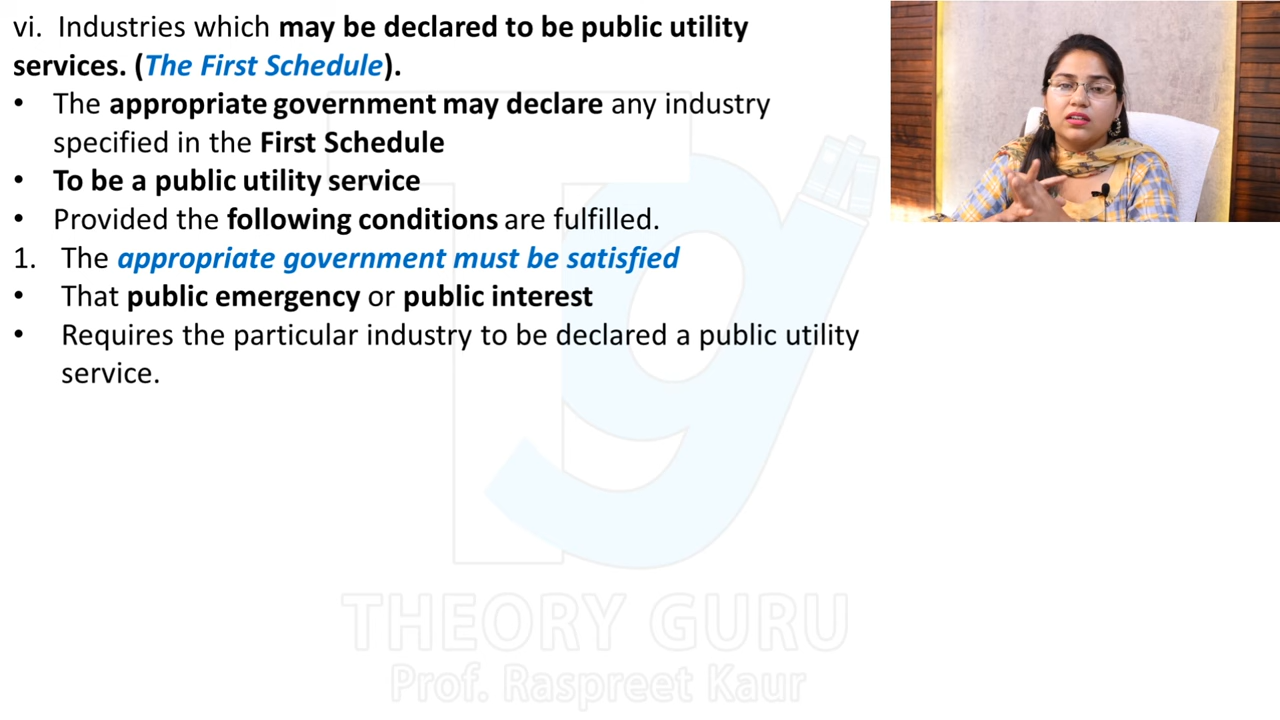 vi. Industries which may be declared to be public utility
services. (The First Schedule).
• The appropriate government may declare any industry
specified in the First Schedule
• To be a public utility service
• Provided the following conditions are fulfilled.
1. The appropriate government must be satisfied
• That public emergency or public interest
• Requires the particular industry to be declared a public utility
service.
T9
THEORY GURU
Prof. Raspreet Kaur